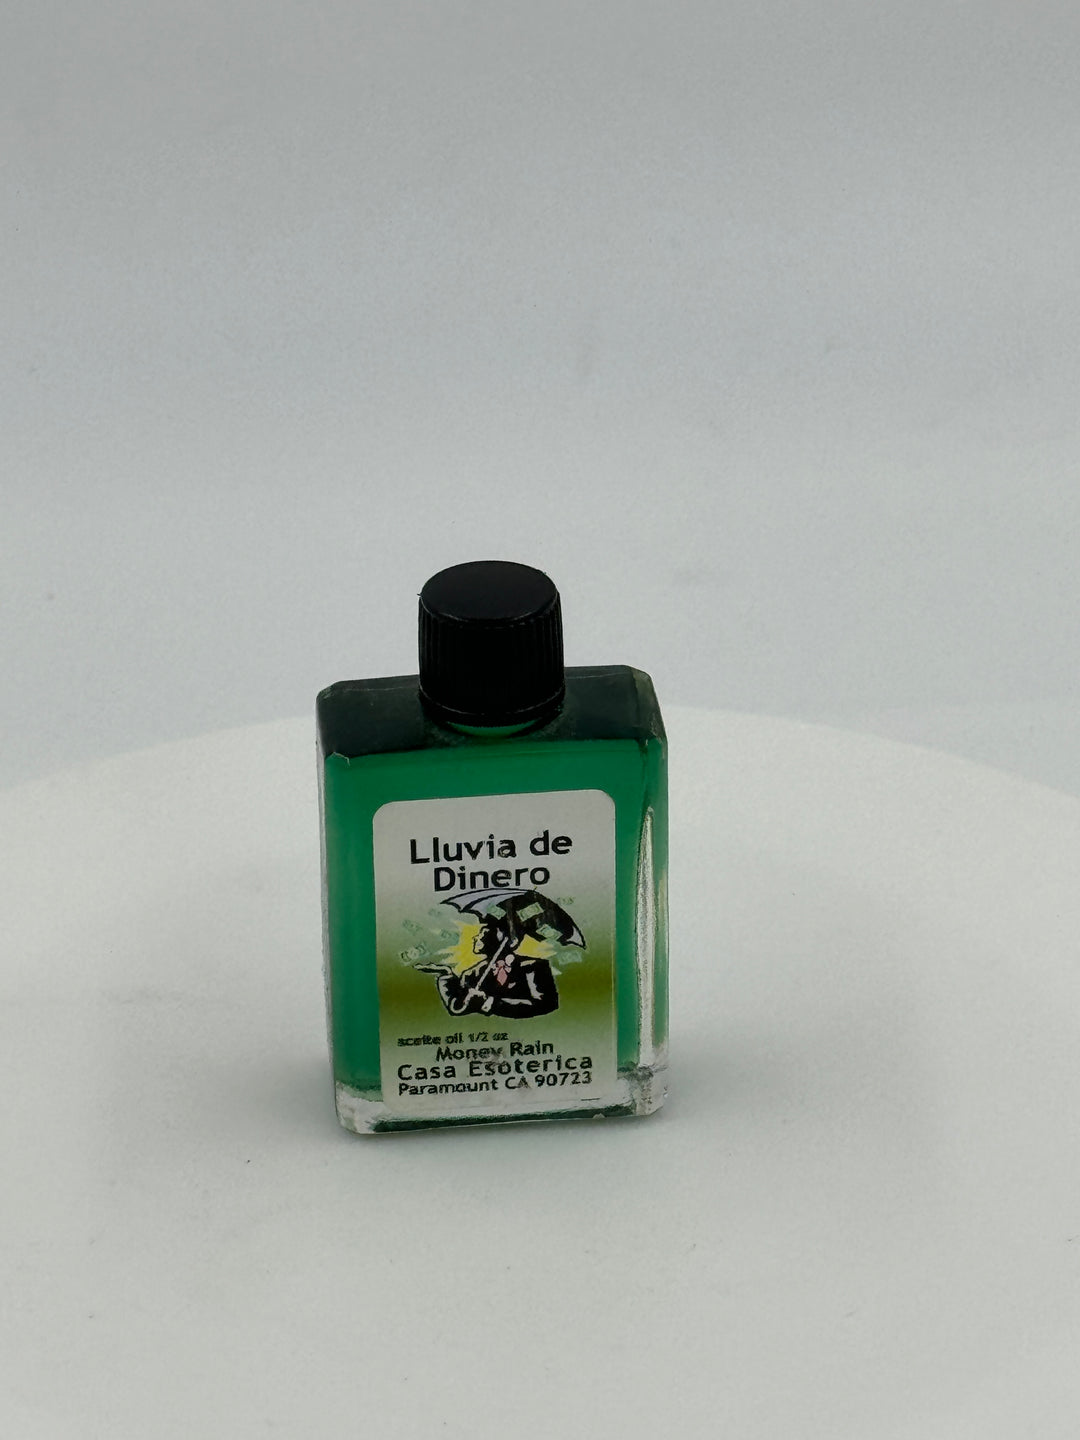 Lluvia de
Dinero
aceite oil 1/2 oz
Money Rain
Casa Esoterica
Paramount CA 90723